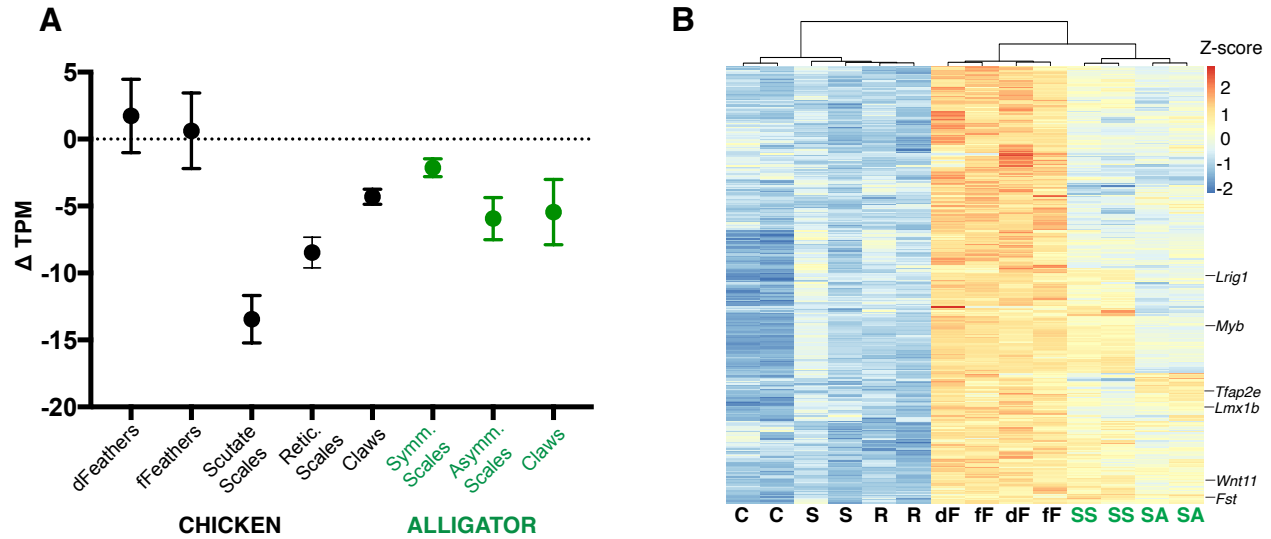 A
Δ TPM
5
0
-5
-10
-15
-20
dFeathers
fFeathers
Scutate
Scales
Retic.
Scales
Claws
Symm.
Scales
Asymm.
Scales
Claws
CHICKEN
ALLIGATOR
B
Z-score
2
1
0
-1
-2
Lrig1
Myb
Tfap2e
Lmx1b
Wnt11
Fst
C C S S R R dF fF dF fF SS SS SA SA